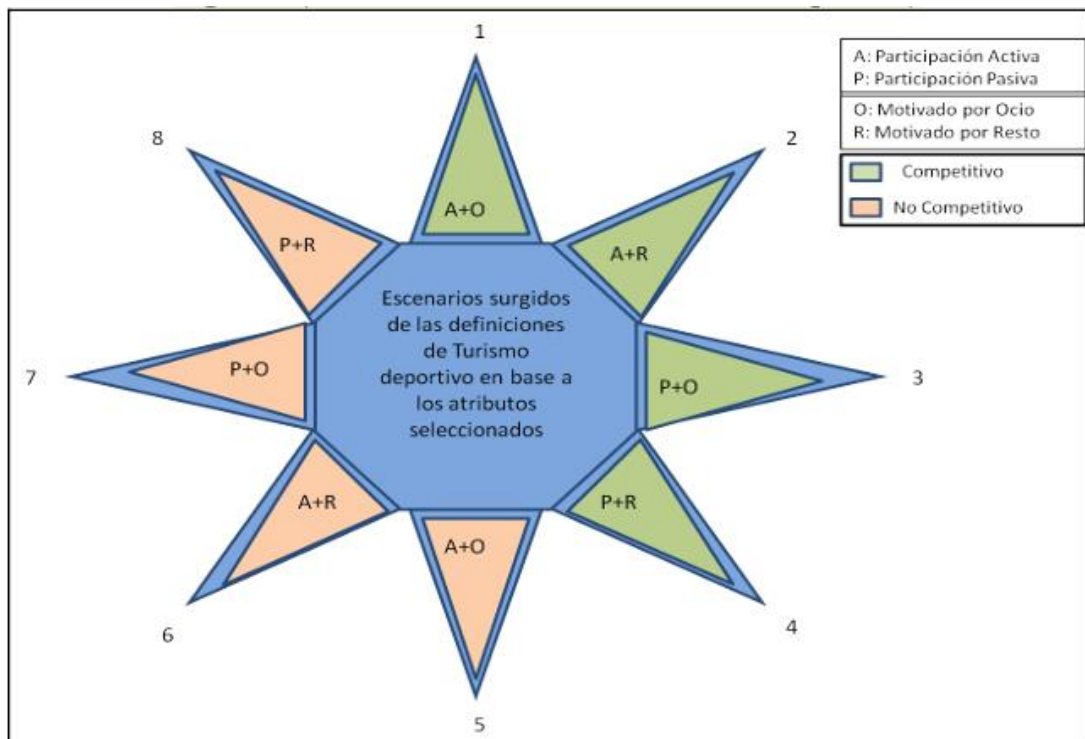 1
A: Participación Activa
P: Participación Pasiva
O: Motivado por Ocio
R: Motivado por Resto
8
2
Competitivo
No Competitivo
A+O
P+R
A+R
Escenarios surgidos
de las definiciones
de Turismo
deportivo en base a
los atributos
seleccionados
7
P+O
P+O
3
A+R
P+R
A+O
6
4
5